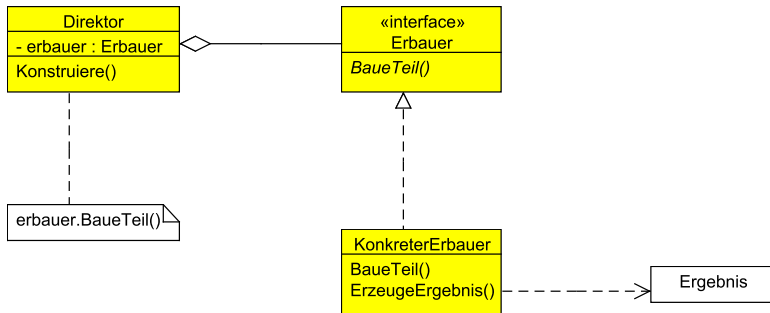 Direktor
- erbauer : Erbauer
Konstruiere()
«interface»
Erbauer
BaueTeil()
erbauer.BaueTeil()
KonkreterErbauer
BaueTeil()
ErzeugeErgebnis()
Ergebnis